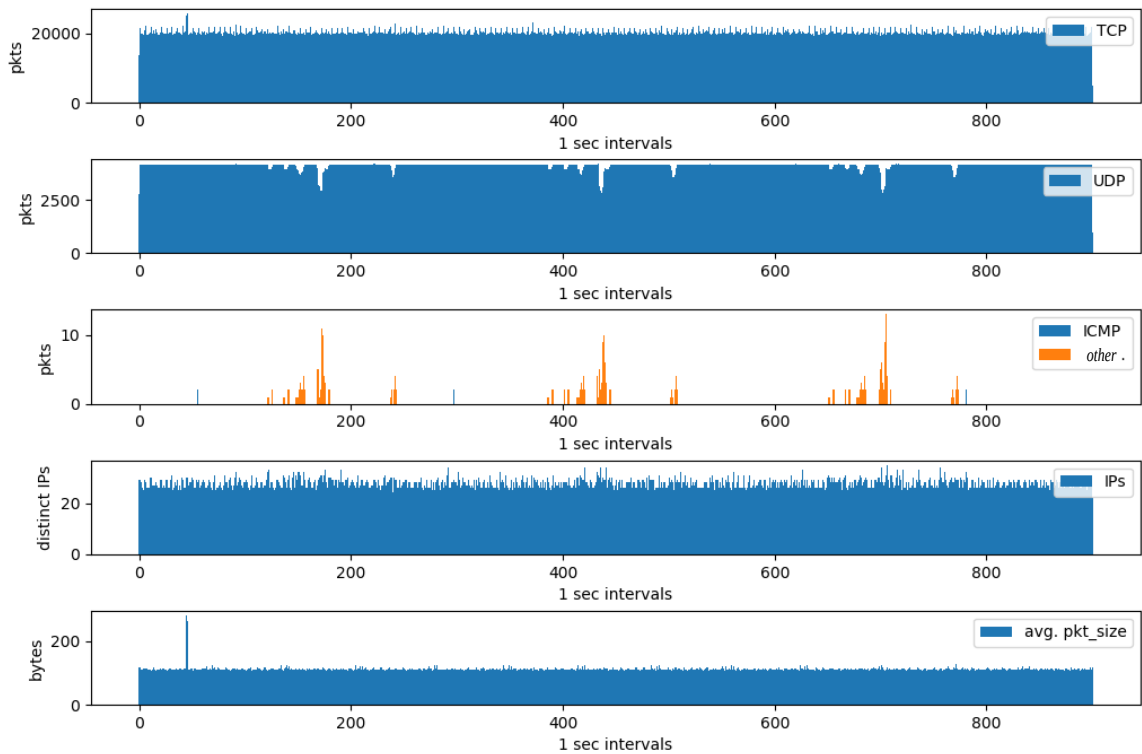 20000
0
pkts
TCP
0 200 400 600 800
1 sec intervals
2500
0
pkts
UDP
0 200 400 600 800
1 sec intervals
10
0
pkts
ICMP
other .
0 200 400 600 800
1 sec intervals
20
0
distinct IPs
IPs
0 200 400 600 800
1 sec intervals
200
0
bytes
avg. pkt_size
0 200 400 600 800
1 sec intervals